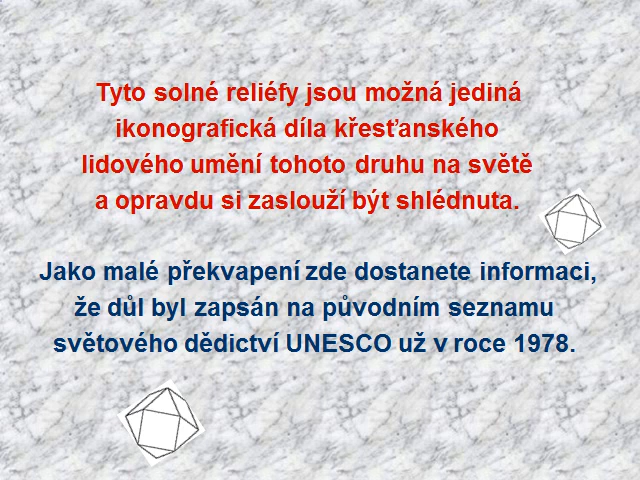 Tyto solné reliéfy jsou možná jediná
ikonografická díla křesťanského
lidového umění tohoto druhu na světě
a opravdu si zaslouží být shlédnuta.
Jako malé překvapení zde dostanete informaci,
že důl byl zapsán na původním seznamu
světového dědictví UNESCO už v roce 1978.